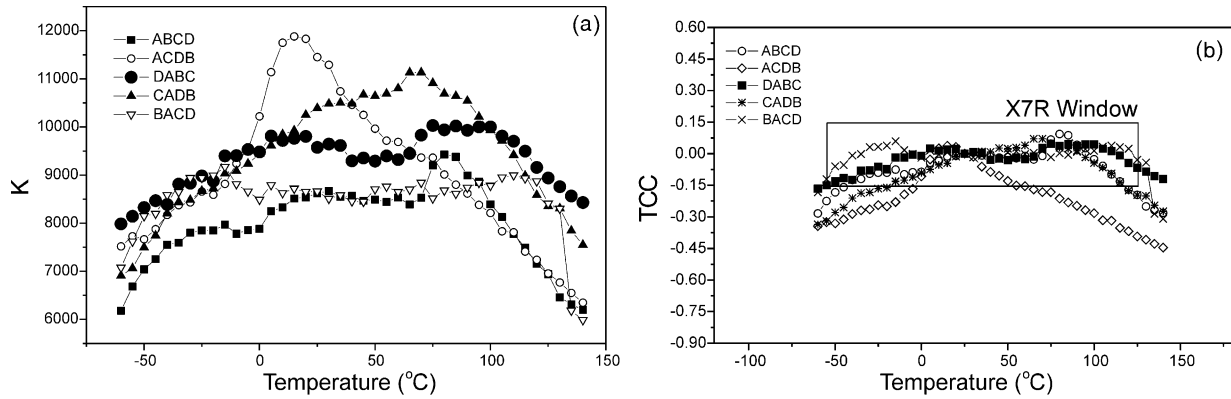 (a)
ABCD
ACDB
DABC
CADB
BACD
12000
11000
10000
9000
8000
7000
6000
K
-50
0
50
100
150
Temperature (°C)
(b)
ABCD
ACDB
DABC
CADB
BACD
X7R Window
0.60
0.45
0.30
0.15
0.00
-0.15
-0.30
-0.45
-0.60
-0.75
-0.90
TCC
-100
-50
0
50
100
150
Temperature (°C)